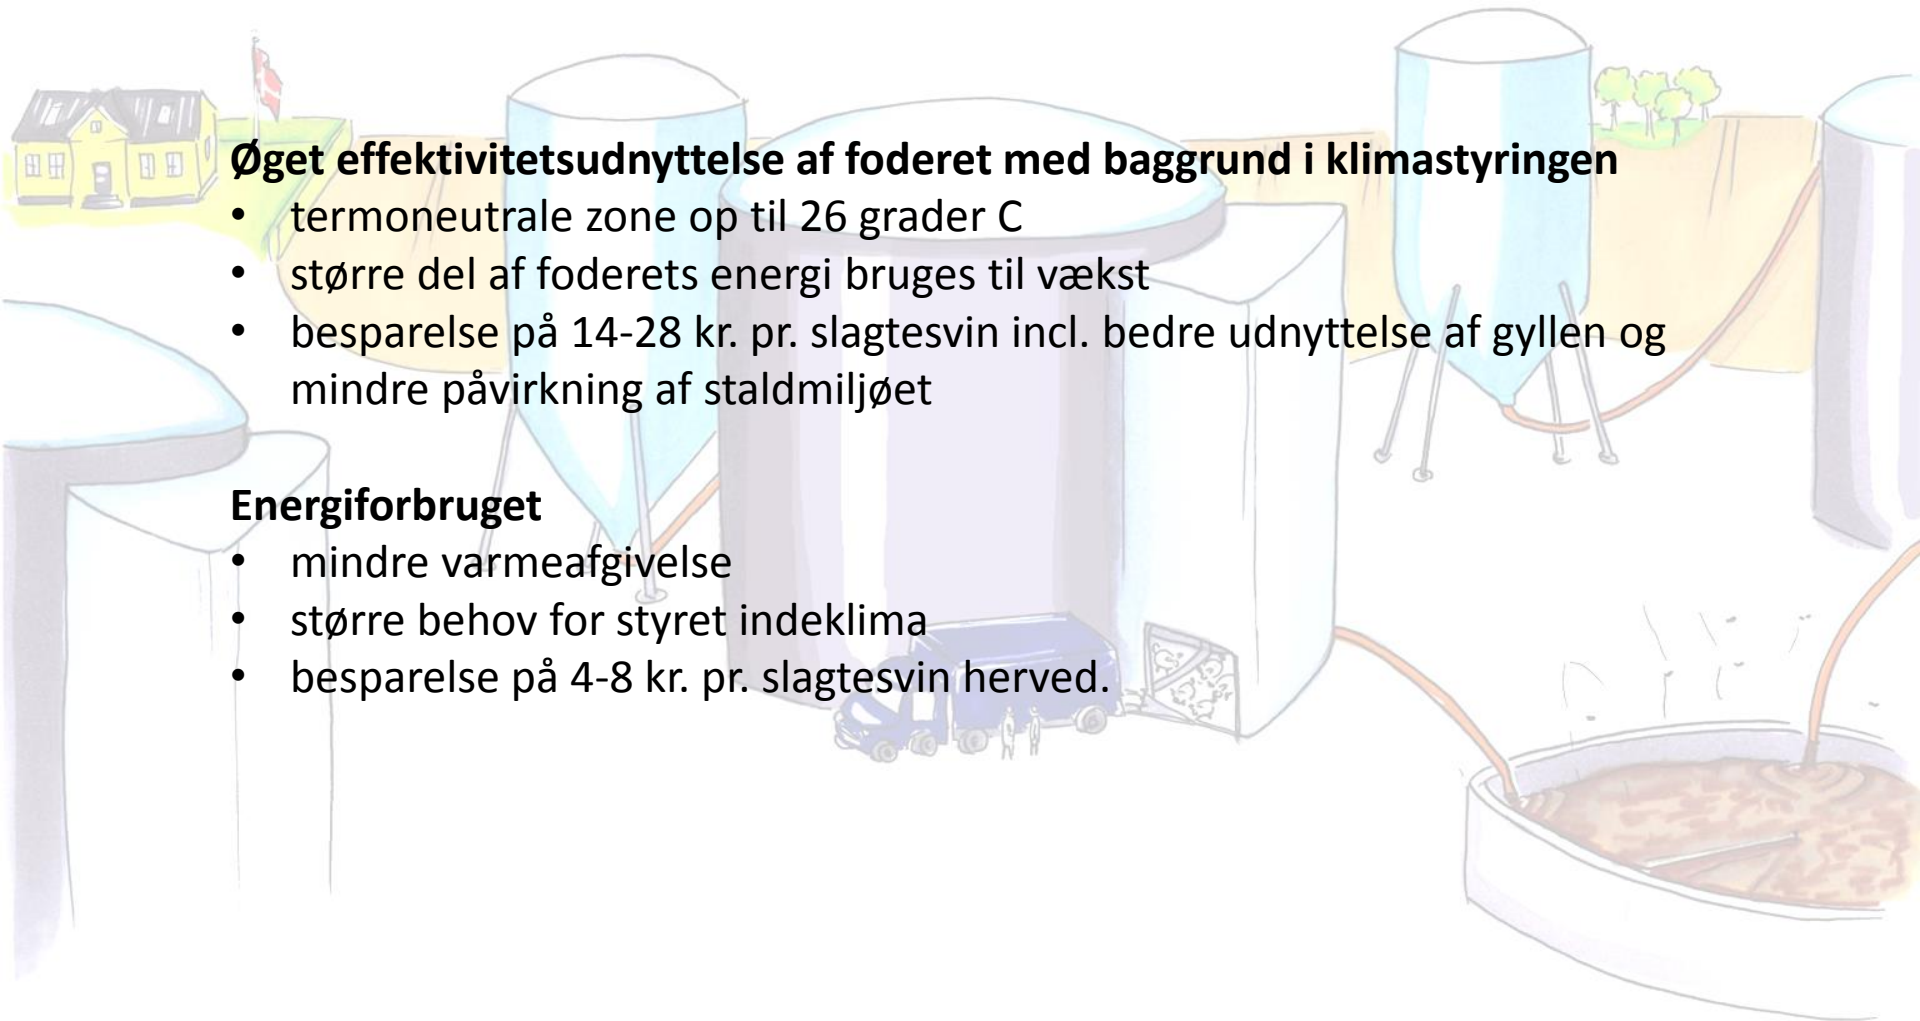 Øget effektivitetsudnyttelse af foderet med baggrund i klimastyringen
• termoneutrale zone op til 26 grader C
• større del af foderets energi bruges til vækst
• besparelse på 14-28 kr. pr. slagtesvin incl. bedre udnyttelse af gyllen og
mindre påvirkning af staldmiljøet
Energiforbruget
• mindre varmeafgivelse
• større behov for styret indeklima
• besparelse på 4-8 kr. pr. slagtesvin herved.